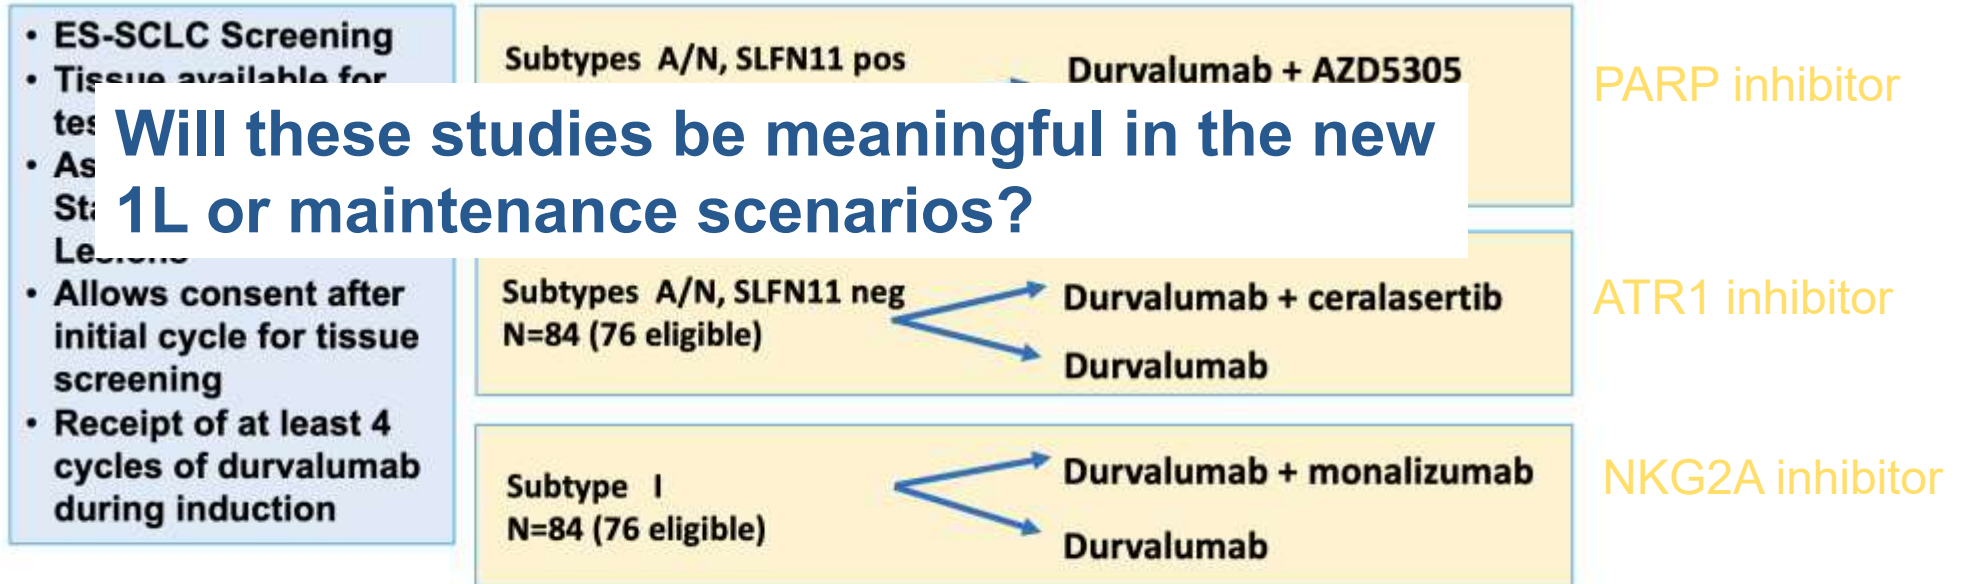 • ES-SCLC Screening
• Tissue available for
• As
Lesions
• Allows consent after
initial cycle for tissue
screening
• Receipt of at least 4
cycles of durvalumab
during induction
Will these studies be meaningful in the new
1L or maintenance scenarios?
Subtypes A/N, SLFN11 pos
Durvalumab + AZD5305
PARP inhibitor
Subtypes A/N, SLFN11 neg
N=84 (76 eligible)
Durvalumab + ceralasertib
Durvalumab
ATR1 inhibitor
Subtype I
N=84 (76 eligible)
Durvalumab + monalizumab
Durvalumab
NKG2A inhibitor